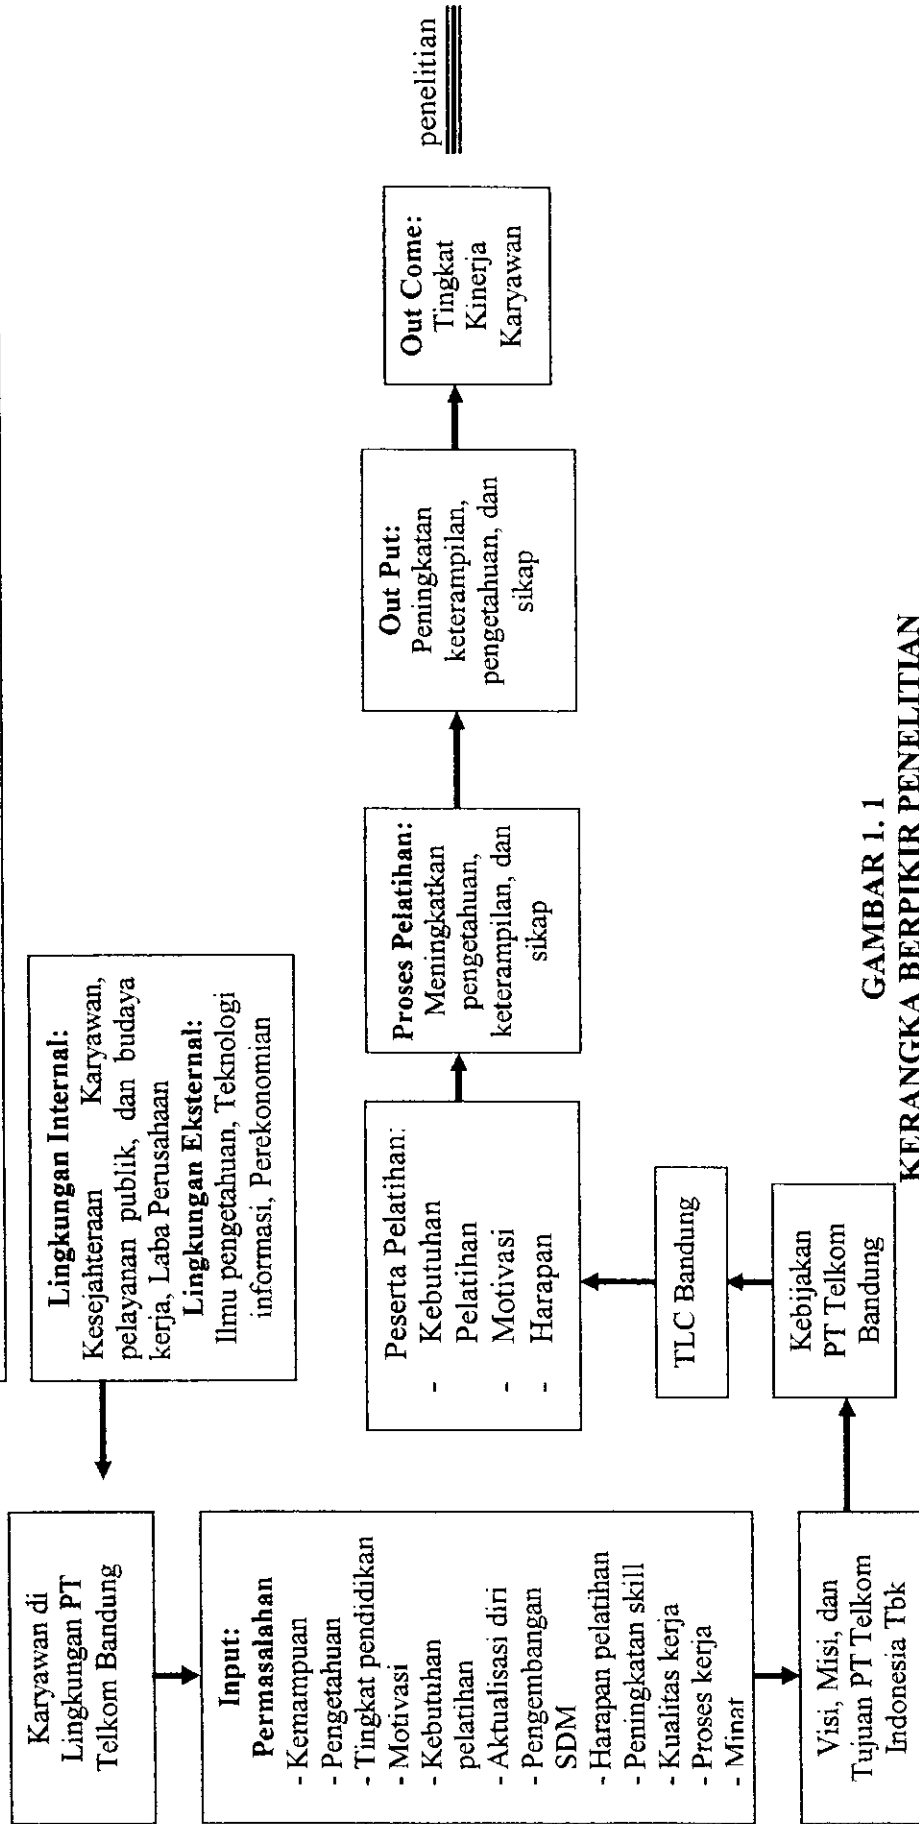 Karyawan di
Lingkungan PT
Telkom Bandung
Lingkungan Internal:
Kesejahteraan Karyawan,
pelayanan publik, dan budaya
kerja, Laba Perusahaan
Lingkungan Eksternal:
Ilmu pengetahuan, Teknologi
informasi, Perekonomian
Input:
Permasalahan
- Kemampuan
- Pengetahuan
- Tingkat pendidikan
- Motivasi
- Kebutuhan
pelatihan
- Aktualisasi diri
- Pengembangan
SDM
- Harapan pelatihan
- Peningkatan skill
- Kualitas kerja
- Proses kerja
- Minat
Visi, Misi, dan
Tujuan PT Telkom
Indonesia Tbk
Kebijakan
PT Telkom
Bandung
TLC Bandung
Peserta Pelatihan:
- Kebutuhan
Pelatihan
- Motivasi
- Harapan
Proses Pelatihan:
Meningkatkan
pengetahuan,
keterampilan, dan
sikap
Out Put:
Peningkatan
keterampilan,
pengetahuan, dan
sikap
Out Come:
Tingkat
Kinerja
Karyawan
penelitian
GAMBAR 1. 1
KERANGKA BERPIKIR PENELITIAN